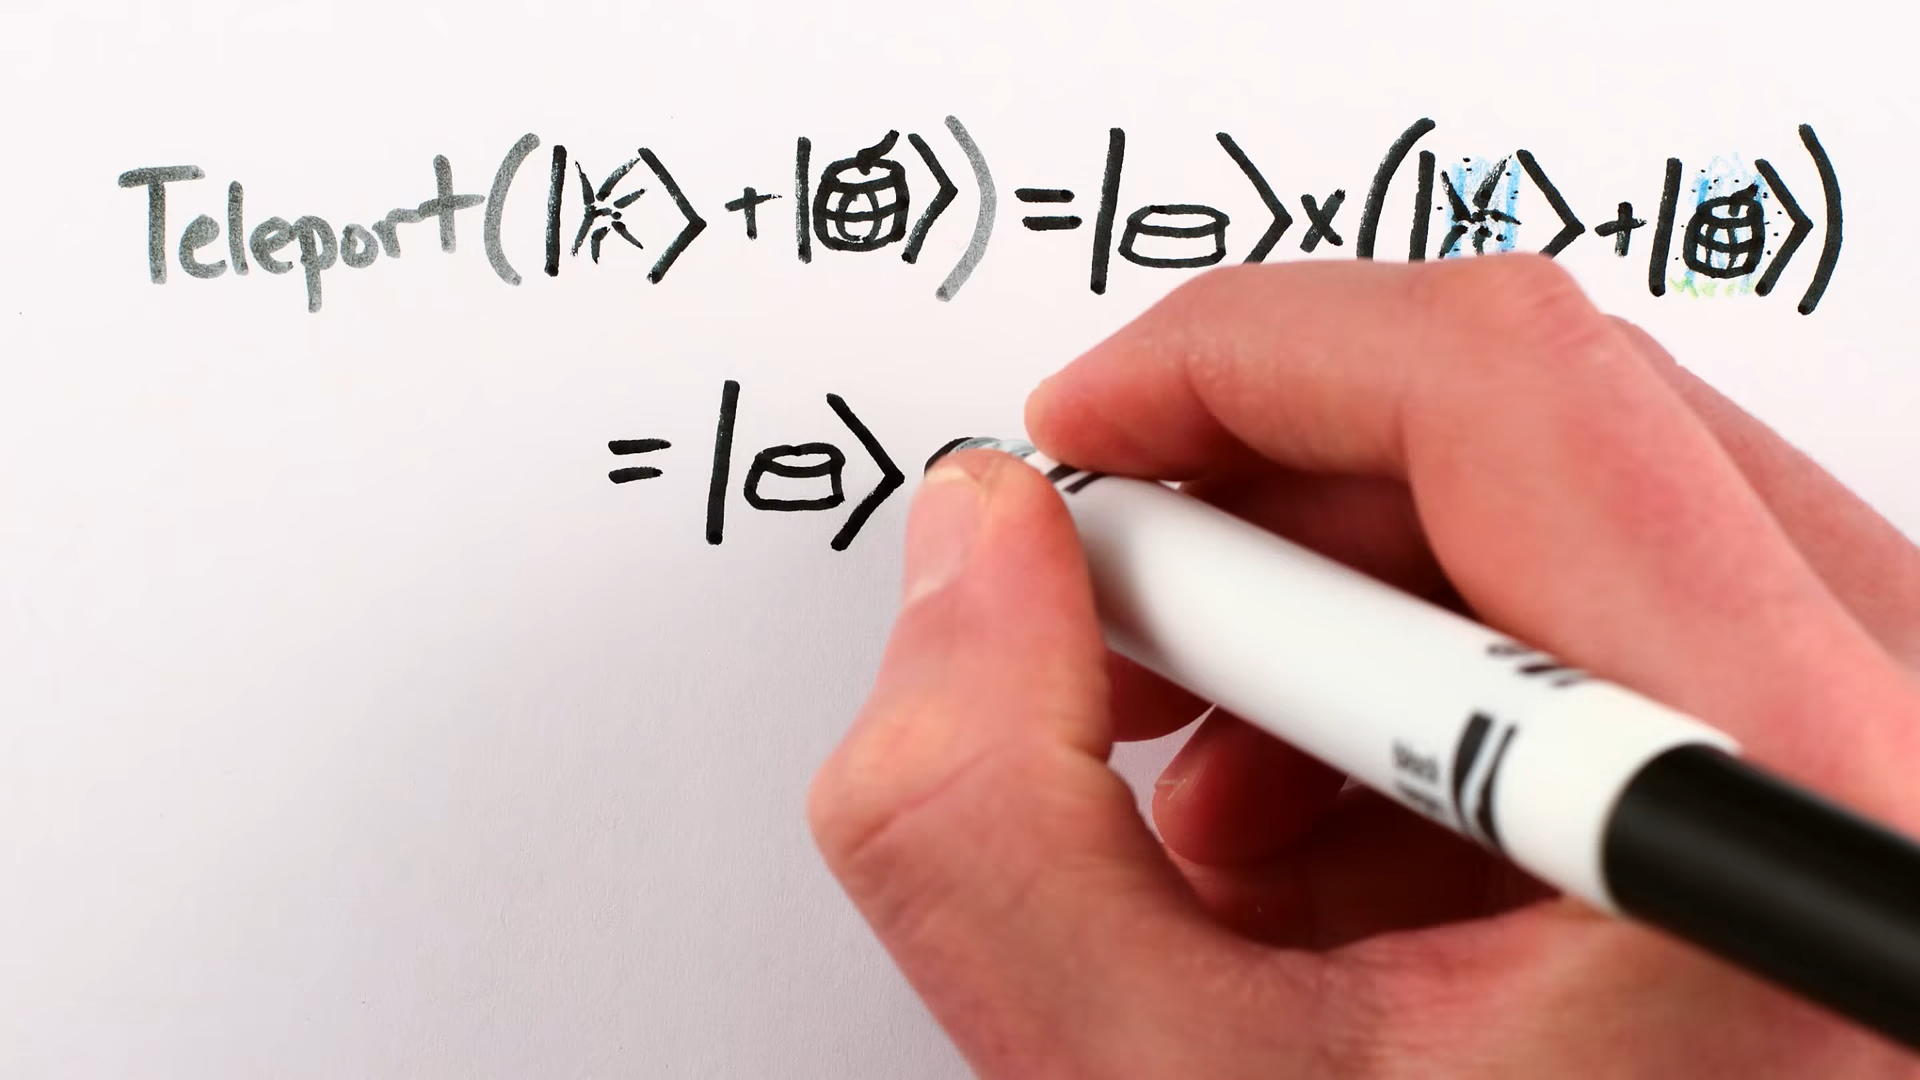 Teleport(| ⟩ + | ⟩) = | ⟩ x (| ⟩ + | ⟩)
= | ⟩